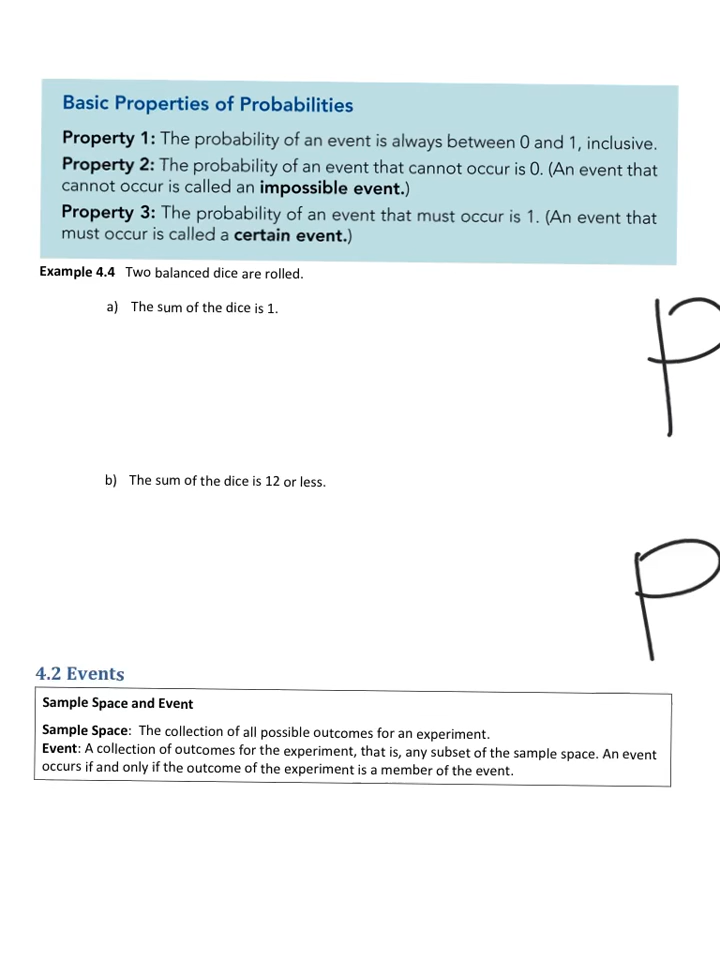 Basic Properties of Probabilities
Property 1: The probability of an event is always between 0 and 1, inclusive.
Property 2: The probability of an event that cannot occur is 0. (An event that
cannot occur is called an impossible event.)
Property 3: The probability of an event that must occur is 1. (An event that
must occur is called a certain event.)
Example 4.4 Two balanced dice are rolled.
a) The sum of the dice is 1.
P
b) The sum of the dice is 12 or less.
P
4.2 Events
Sample Space and Event
Sample Space: The collection of all possible outcomes for an experiment.
Event: A collection of outcomes for the experiment, that is, any subset of the sample space. An event
occurs if and only if the outcome of the experiment is a member of the event.